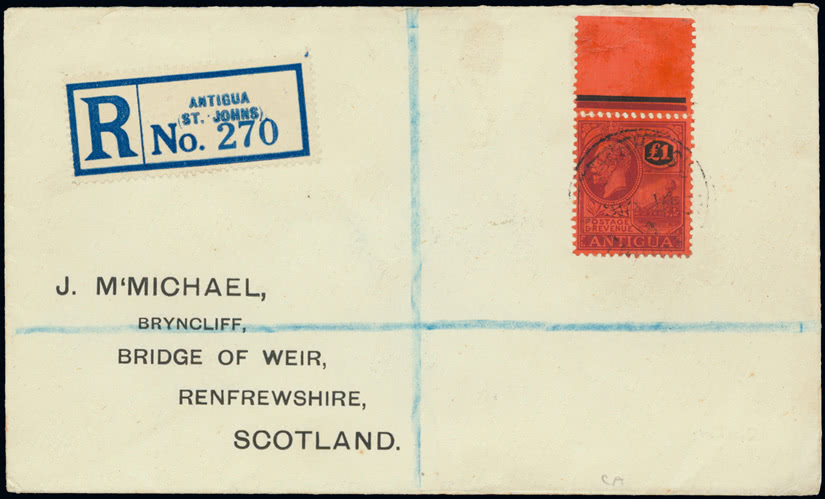 R
ANTIGUA
(ST. JOHNS)
No. 270
£1
POSTAGE
& REVENUE
ANTIGUA
J. M'MICHAEL,
BRYNCLIFF,
BRIDGE OF WEIR,
RENFREWSHIRE,
SCOTLAND.